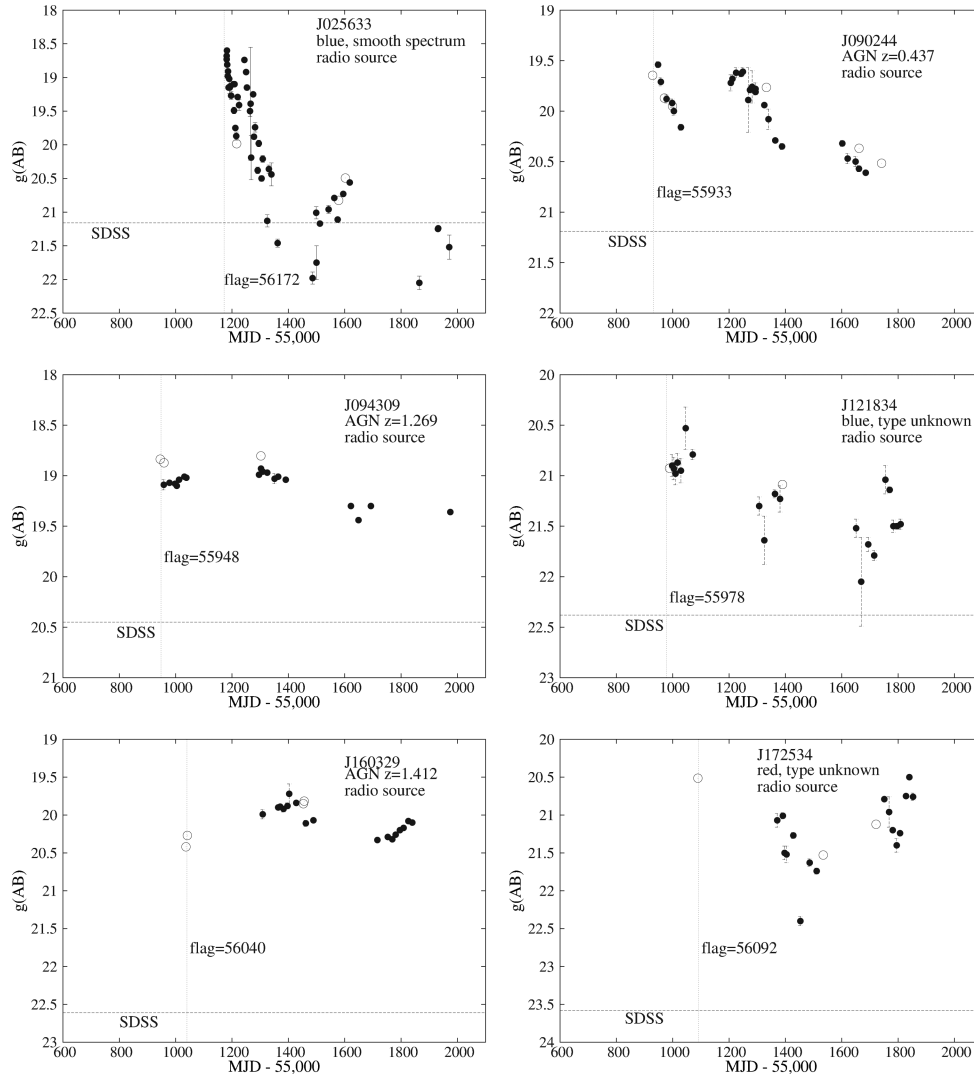 J025633
blue, smooth spectrum
radio source
18.5
19
19.5
20
20.5
21
21.5
22
22.5
g(AB)
SDSS
flag=56172
600 800 1000 1200 1400 1600 1800 2000
MJD - 55,000
J090244
AGN z=0.437
radio source
19
19.5
20
20.5
21
21.5
22
g(AB)
flag=55933
SDSS
600 800 1000 1200 1400 1600 1800 2000
MJD - 55,000
J094309
AGN z=1.269
radio source
18
18.5
19
19.5
20
20.5
21
g(AB)
flag=55948
SDSS
600 800 1000 1200 1400 1600 1800 2000
MJD - 55,000
J121834
blue, type unknown
radio source
20
20.5
21
21.5
22
22.5
23
g(AB)
flag=55978
SDSS
600 800 1000 1200 1400 1600 1800 2000
MJD - 55,000
J160329
AGN z=1.412
radio source
19
19.5
20
20.5
21
21.5
22
22.5
23
g(AB)
flag=56040
SDSS
600 800 1000 1200 1400 1600 1800 2000
MJD - 55,000
J172534
red, type unknown
radio source
20
20.5
21
21.5
22
22.5
23
23.5
24
g(AB)
flag=56092
SDSS
600 800 1000 1200 1400 1600 1800 2000
MJD - 55,000